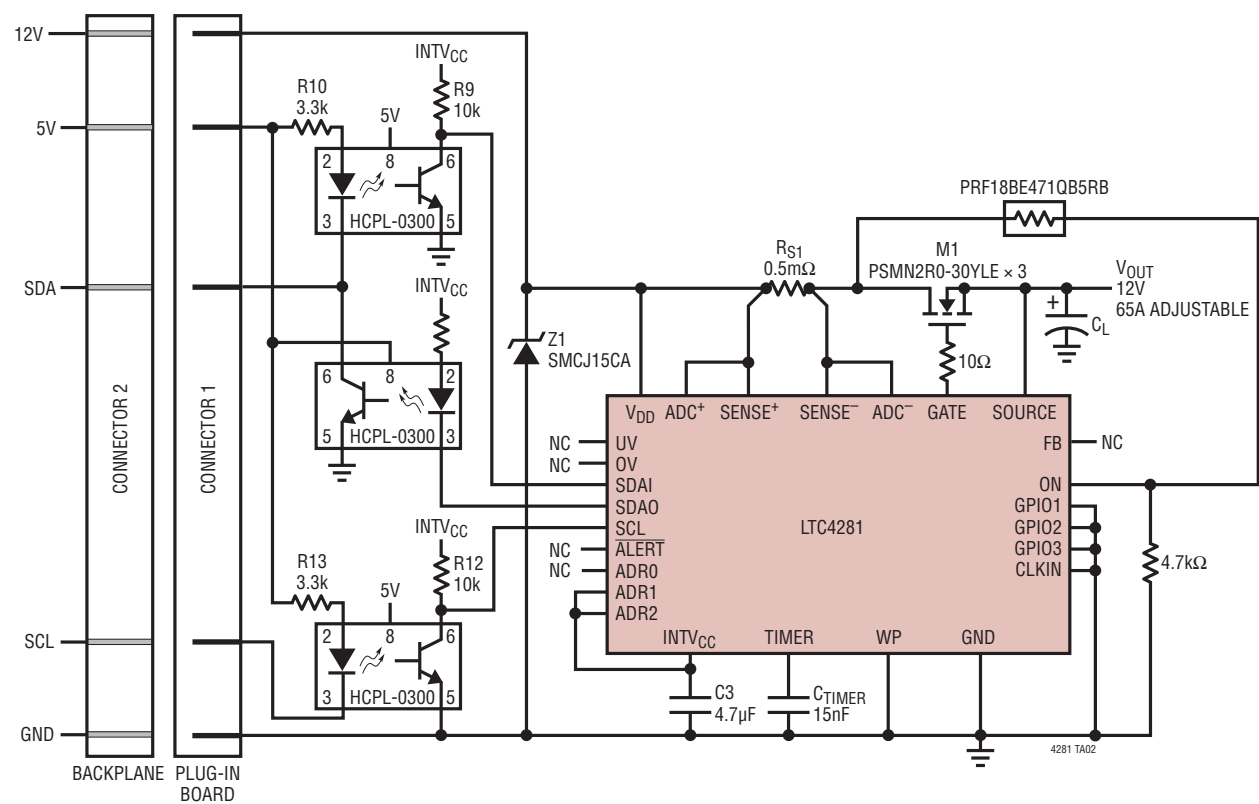 12V
5V
SDA
SCL
GND
CONNECTOR 2
CONNECTOR 1
BACKPLANE
PLUG-IN
BOARD
R10
3.3k
5V
INTVCC
R9
10k
2
8
6
3
HCPL-0300
5
INTVCC
6
8
2
5
HCPL-0300
3
R13
3.3k
5V
INTVCC
R12
10k
2
8
6
3
HCPL-0300
5
Z1
SMCJ15CA
RS1
0.5mΩ
PRF18BE471QB5RB
M1
PSMN2R0-30YLE × 3
VOUT
12V
65A ADJUSTABLE
+
CL
10Ω
VDD
ADC+
SENSE+
SENSE–
ADC–
GATE
SOURCE
NC
UV
NC
OV
SDAI
SDAO
SCL
NC
ALERT
NC
ADR0
ADR1
ADR2
LTC4281
FB
NC
ON
GPIO1
GPIO2
GPIO3
CLKIN
4.7kΩ
INTVCC
TIMER
WP
GND
C3
4.7µF
CTIMER
15nF
4281 TA02